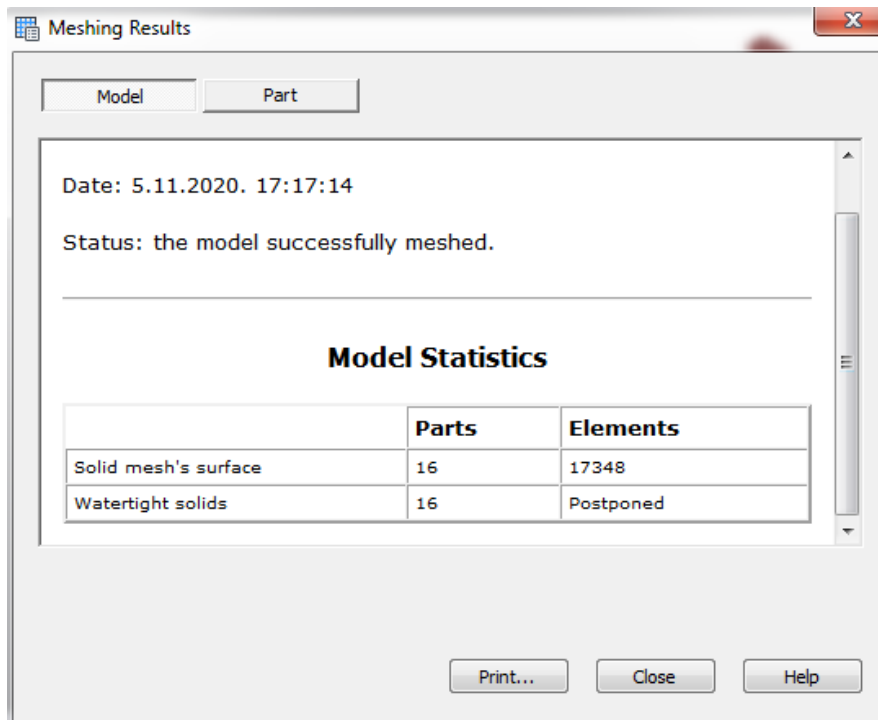 Meshing Results
Model Part
Date: 5.11.2020. 17:17:14
Status: the model successfully meshed.
Model Statistics
Parts Elements
Solid mesh's surface 16 17348
Watertight solids 16 Postponed
Print... Close Help